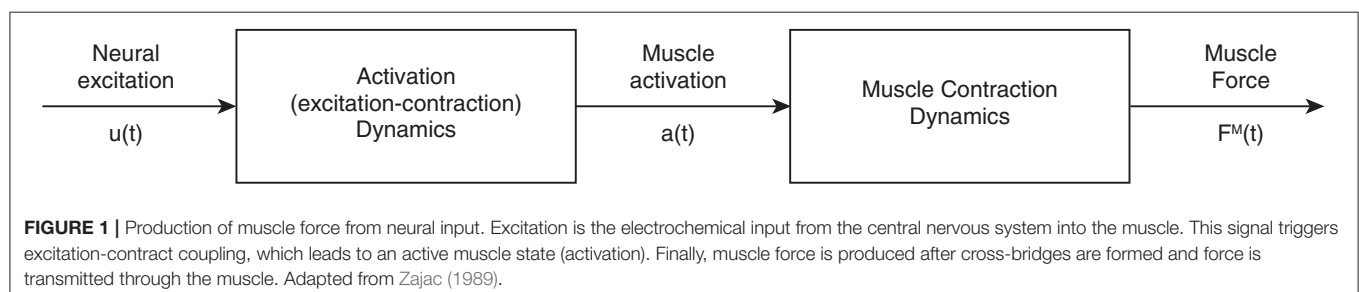 Neural
excitation
u(t)
Activation
(excitation-contraction)
Dynamics
Muscle
activation
a(t)
Muscle Contraction
Dynamics
Muscle
Force
Fᴹ(t)
FIGURE 1 | Production of muscle force from neural input. Excitation is the electrochemical input from the central nervous system into the muscle. This signal triggers
excitation-contract coupling, which leads to an active muscle state (activation). Finally, muscle force is produced after cross-bridges are formed and force is
transmitted through the muscle. Adapted from Zajac (1989).